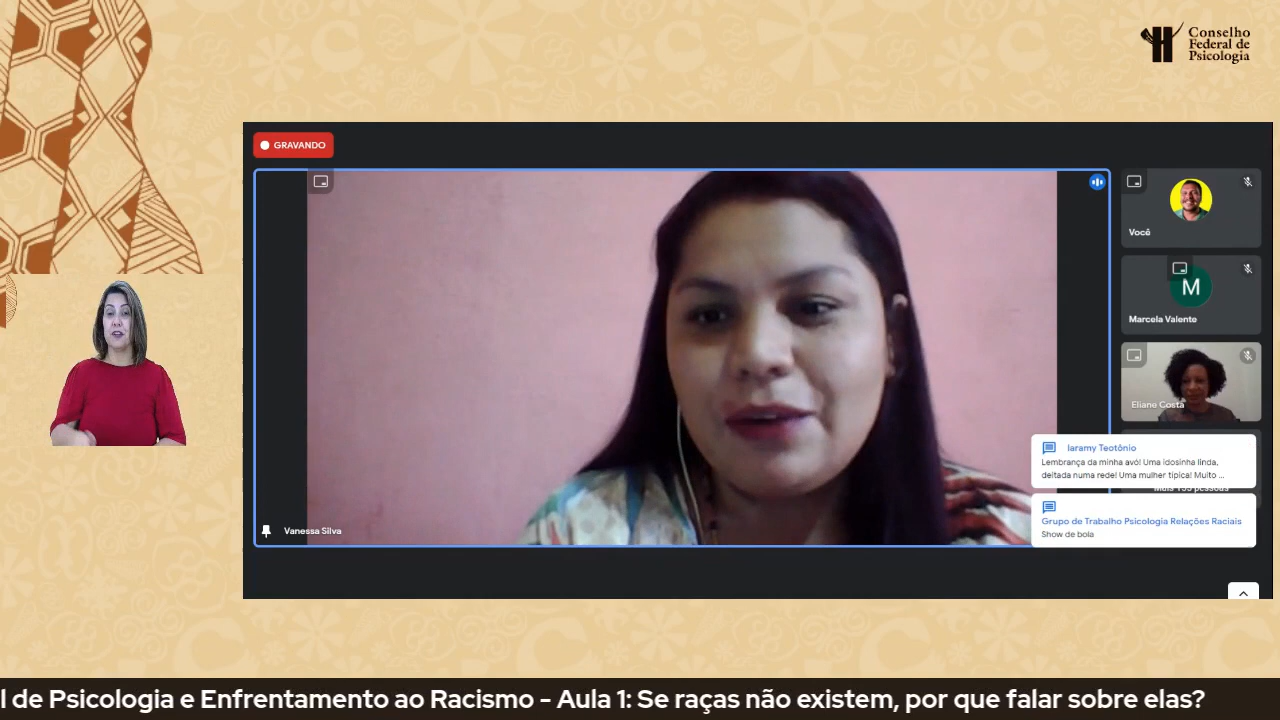 Conselho
Federal de
Psicologia
GRAVANDO
Você
M
Marcela Valente
Eliane Costa
Iaramy Teotônio
Lembrança da minha avó! Uma idosinha linda,
deitada numa rede! Uma mulher típica! Muito ...
Grupo de Trabalho Psicologia Relações Raciais
Show de bola
Vanessa Silva
l de Psicologia e Enfrentamento ao Racismo - Aula 1: Se raças não existem, por que falar sobre elas?